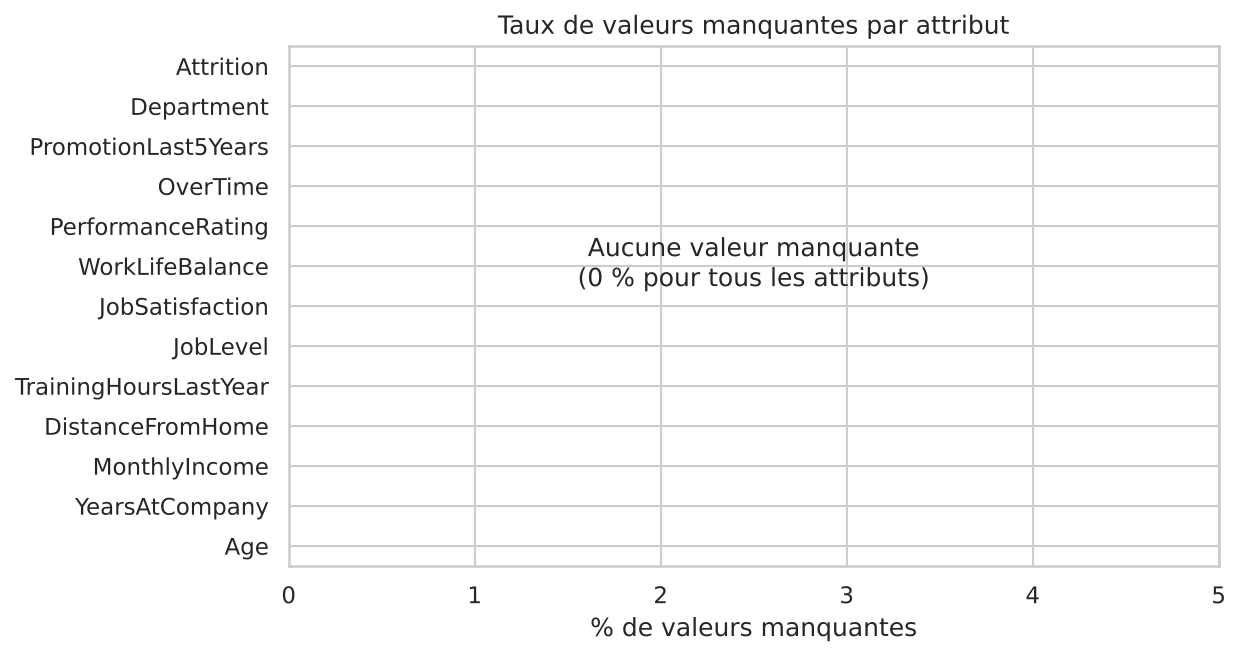 Taux de valeurs manquantes par attribut
Attrition
Department
PromotionLast5Years
OverTime
PerformanceRating
WorkLifeBalance
JobSatisfaction
JobLevel
TrainingHoursLastYear
DistanceFromHome
MonthlyIncome
YearsAtCompany
Age
Aucune valeur manquante
(0 % pour tous les attributs)
0 1 2 3 4 5
% de valeurs manquantes